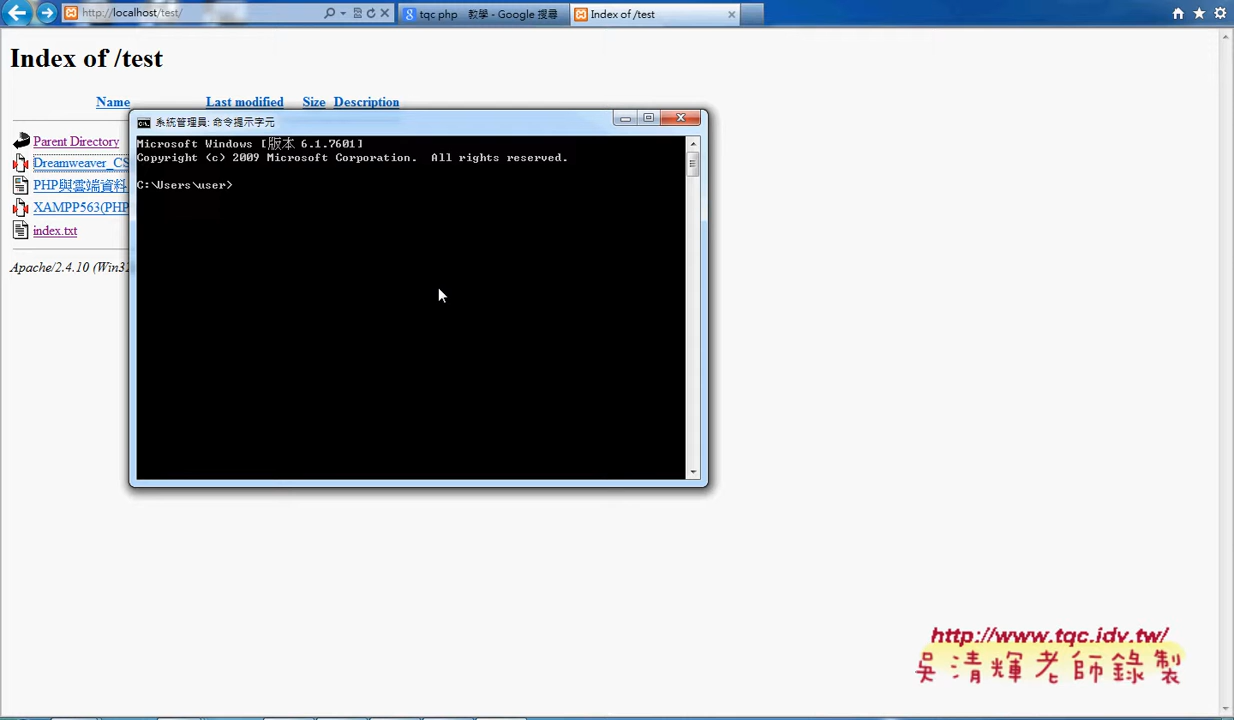 http://localhost/test/
tqc php 教學 - Google 搜尋
Index of /test
Index of /test
Name Last modified Size Description
Parent Directory
Dreamweaver_CS
PHP與雲端資料
XAMPP563(PHP
index.txt
Apache/2.4.10 (Win32
系統管理員: 命令提示字元
Microsoft Windows [版本 6.1.7601]
Copyright (c) 2009 Microsoft Corporation. All rights reserved.
C:\Users\user>
http://www.tqc.idv.tw/
吳清輝老師錄製